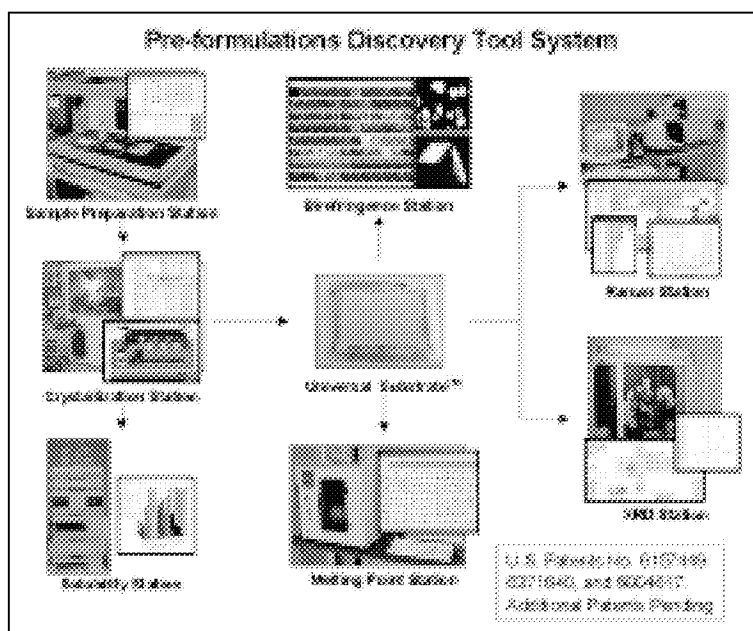 Pre-formulations Discovery Tool System
Sample Preparation Station
Birefringence Station
Raman Station
Crystallization Station
Universal Substrate™
XRD Station
Solubility Station
Melting Point Station
U.S. Patents No.
and
Additional Patents Pending